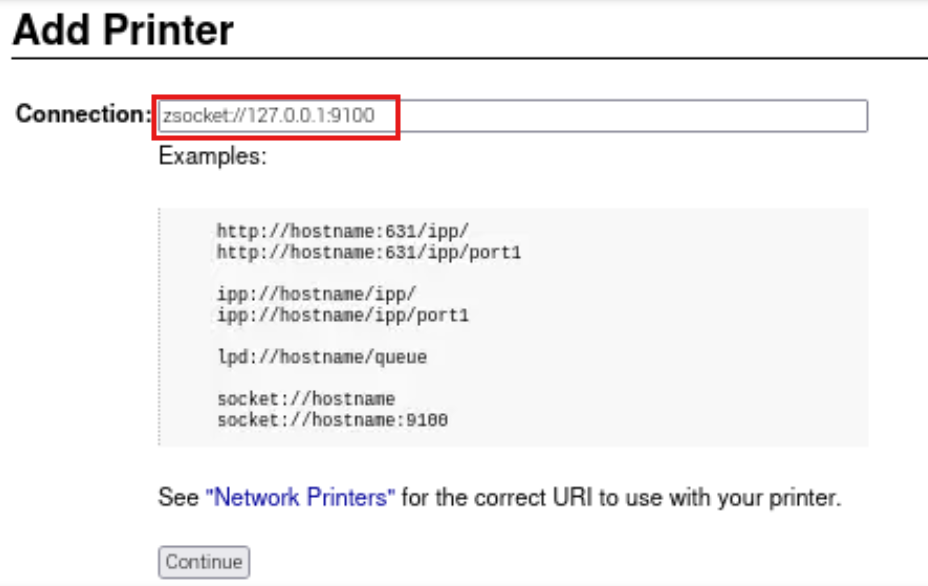 Add Printer
Connection: zsocket://127.0.0.1:9100
Examples:
http://hostname:631/ipp/
http://hostname:631/ipp/port1
ipp://hostname/ipp/
ipp://hostname/ipp/port1
lpd://hostname/queue
socket://hostname
socket://hostname:9100
See "Network Printers" for the correct URI to use with your printer.
Continue